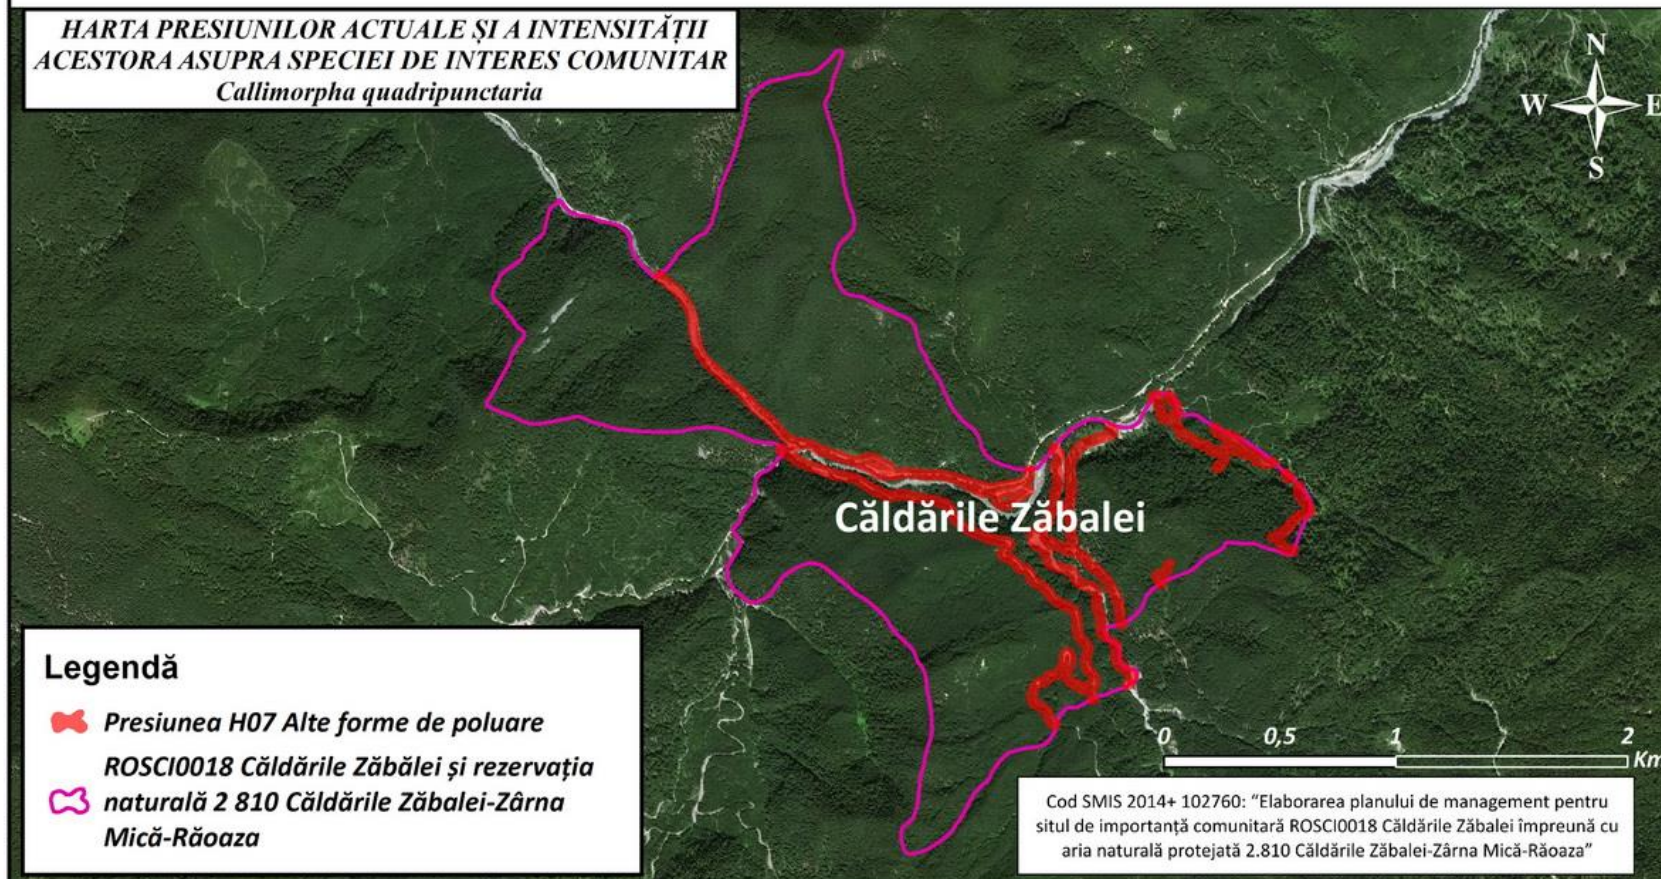 HARTA PRESIUNILOR ACTUALE ȘI A INTENSITĂȚII
ACESTORA ASUPRA SPECIEI DE INTERES COMUNITAR
Callimorpha quadripunctaria
N
W E
S
Căldările Zăbalei
Legendă
Presiunea H07 Alte forme de poluare
ROSCI0018 Căldările Zăbălei și rezervația
naturală 2 810 Căldările Zăbalei-Zârna
Mică-Răoaza
0 0,5 1 2
Km
Cod SMIS 2014+ 102760: “Elaborarea planului de management pentru
situl de importanță comunitară ROSCI0018 Căldările Zăbalei împreună cu
aria naturală protejată 2.810 Căldările Zăbalei-Zârna Mică-Răoaza”